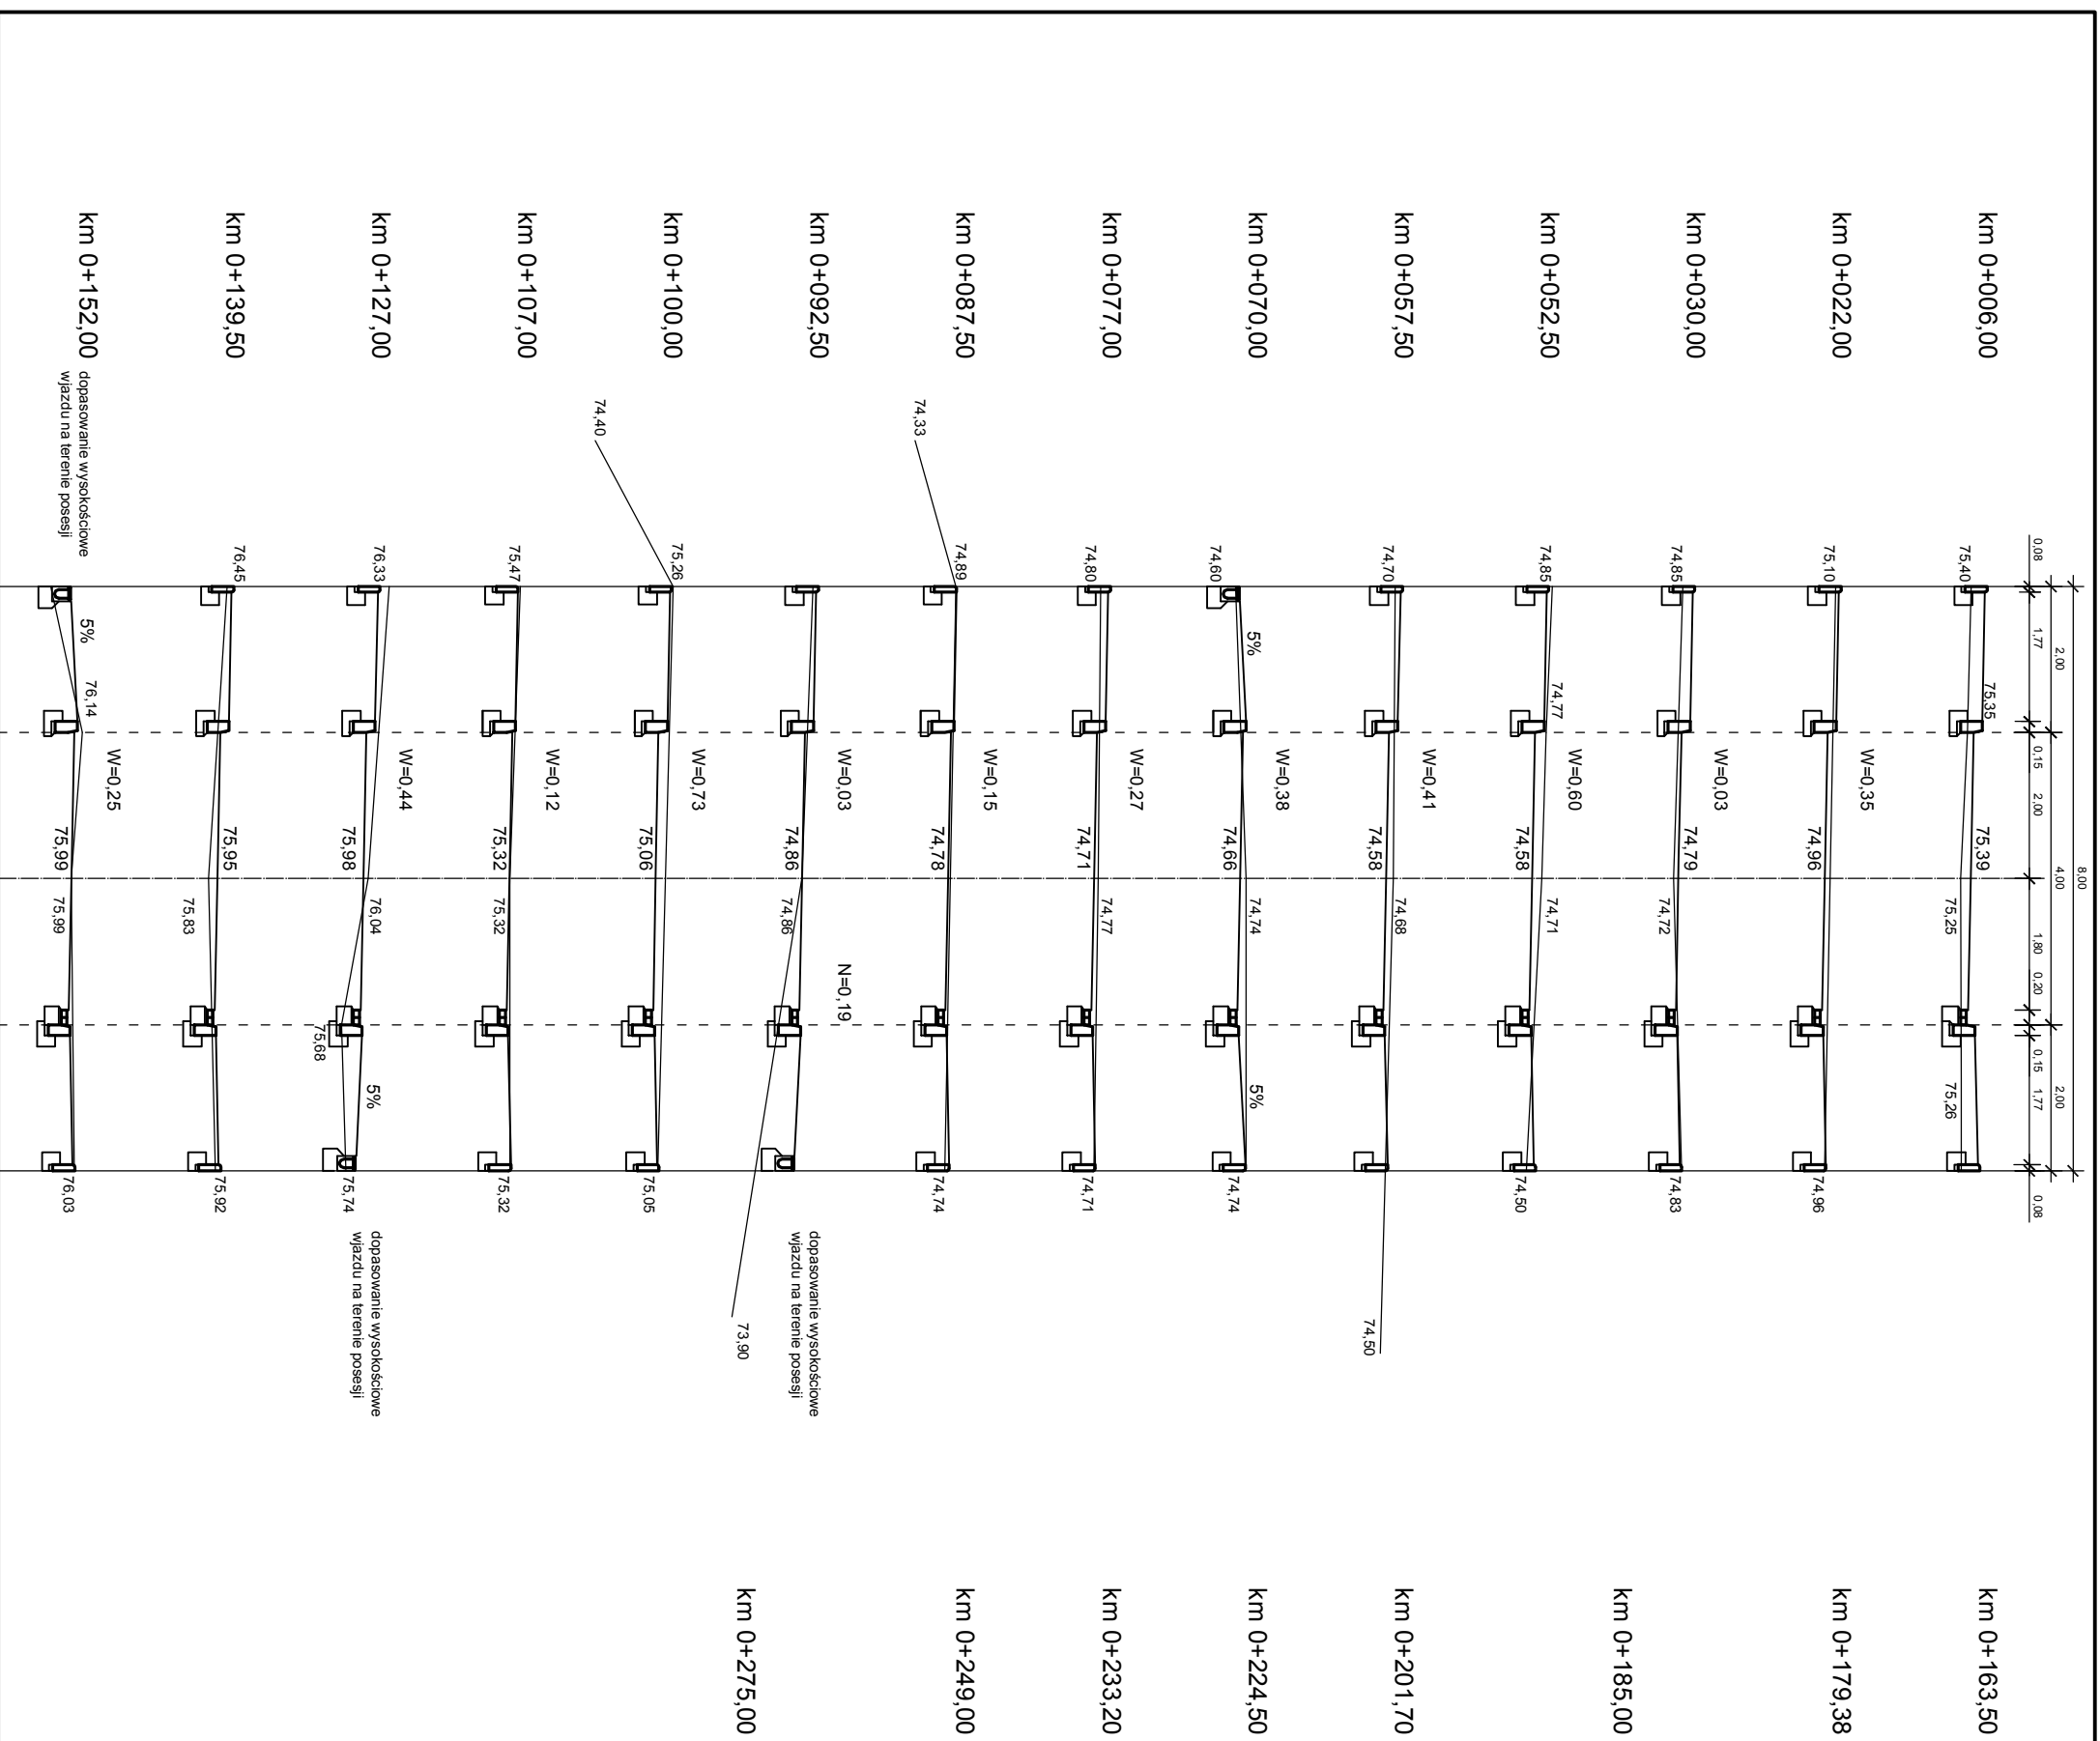 8,00
2,00
4,00
2,00
0,08
1,77
0,15
2,00
1,80
0,20
0,15
1,77
0,08
km 0+006,00
75,40
75,35
75,39
75,25
75,26
km 0+022,00
75,10
W=0,35
74,96
74,96
km 0+030,00
74,85
W=0,03
74,79
74,72
74,83
km 0+052,50
74,85
74,77
W=0,60
74,58
74,71
74,50
km 0+057,50
74,70
W=0,41
74,58
74,68
74,50
km 0+070,00
74,60
5%
W=0,38
74,66
74,74
5%
74,74
km 0+077,00
74,80
W=0,27
74,71
74,77
74,71
km 0+087,50
74,33
74,89
W=0,15
74,78
74,74
km 0+092,50
W=0,03
74,86
74,86
N=0,19
73,90
dopasowanie wysokościowe
wjazdu na terenie posesji
km 0+100,00
74,40
75,26
W=0,73
75,06
75,05
km 0+107,00
75,47
W=0,12
75,32
75,32
75,32
km 0+127,00
76,33
W=0,44
75,98
76,04
75,68
5%
75,74
dopasowanie wysokościowe
wjazdu na terenie posesji
km 0+139,50
76,45
75,95
75,83
75,92
km 0+152,00
dopasowanie wysokościowe
wjazdu na terenie posesji
5%
76,14
W=0,25
75,99
75,99
76,03
km 0+163,50
km 0+179,38
km 0+185,00
km 0+201,70
km 0+224,50
km 0+233,20
km 0+249,00
km 0+275,00